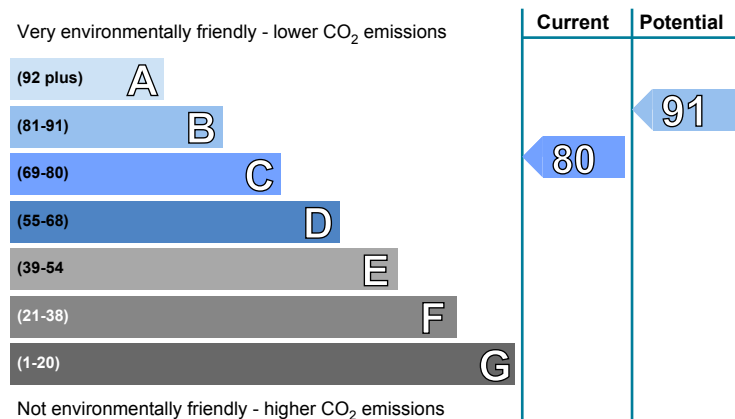 Very environmentally friendly - lower CO₂ emissions
Current
Potential
(92 plus) A
(81-91) B
(69-80) C
(55-68) D
(39-54 E
(21-38) F
(1-20) G
91
80
Not environmentally friendly - higher CO₂ emissions